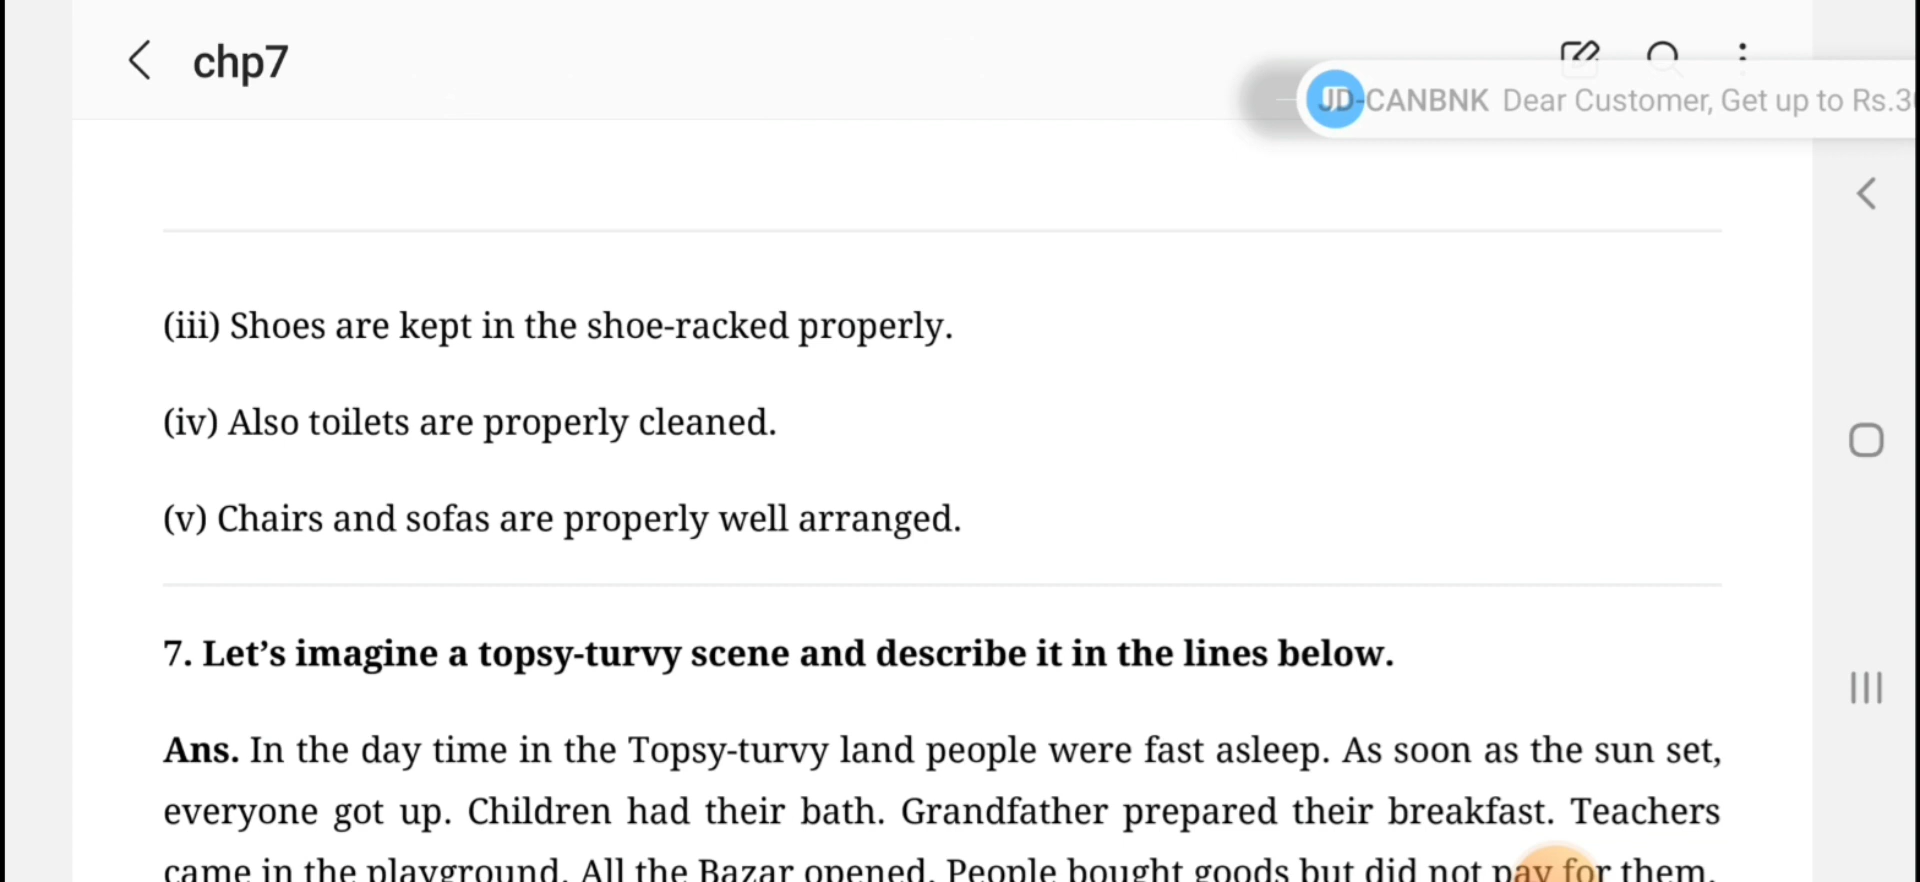 chp7
JD-CANBNK Dear Customer, Get up to Rs.3
(iii) Shoes are kept in the shoe-racked properly.
(iv) Also toilets are properly cleaned.
(v) Chairs and sofas are properly well arranged.
7. Let’s imagine a topsy-turvy scene and describe it in the lines below.
Ans. In the day time in the Topsy-turvy land people were fast asleep. As soon as the sun set,
everyone got up. Children had their bath. Grandfather prepared their breakfast. Teachers
came in the playground. All the Bazar opened. People bought goods but did not pay for them.